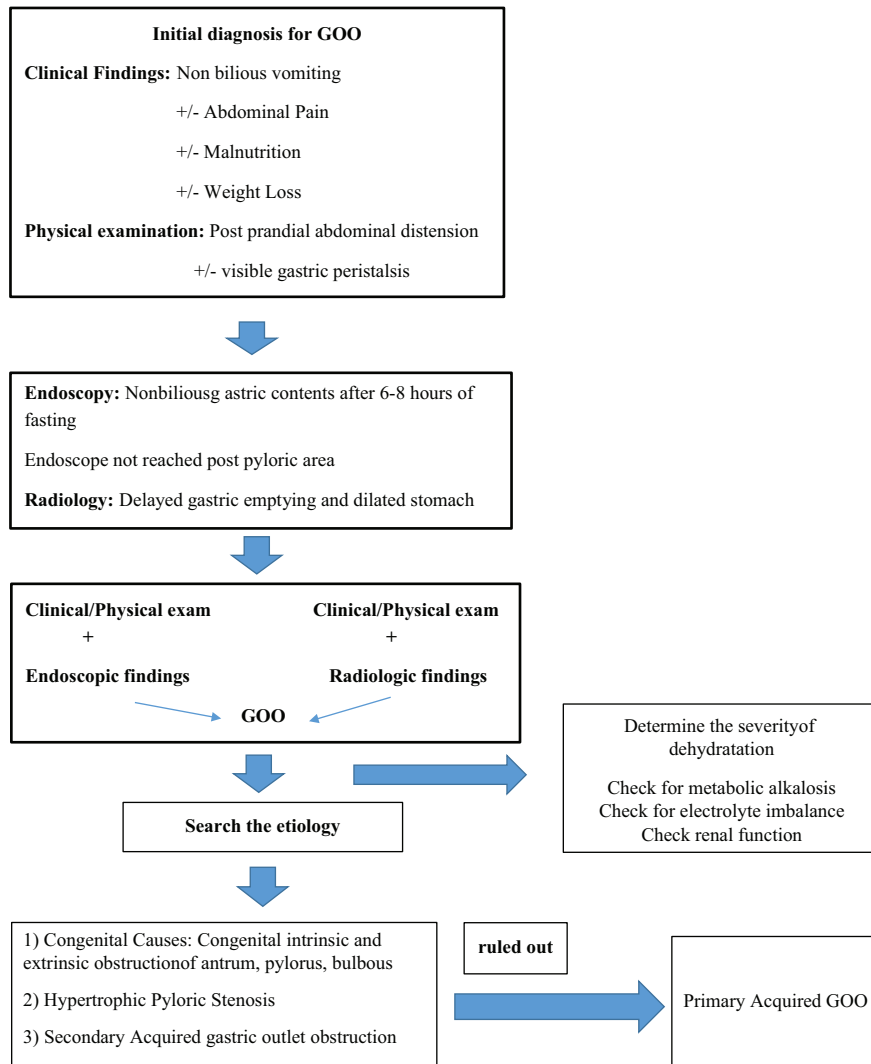 Initial diagnosis for GOO
Clinical Findings: Non bilious vomiting
+/- Abdominal Pain
+/- Malnutrition
+/- Weight Loss
Physical examination: Post prandial abdominal distension
+/- visible gastric peristalsis
Endoscopy: Nonbiliousg astric contents after 6-8 hours of
fasting
Endoscope not reached post pyloric area
Radiology: Delayed gastric emptying and dilated stomach
Clinical/Physical exam
+
Endoscopic findings
Clinical/Physical exam
+
Radiologic findings
GOO
Determine the severityof
dehydratation
Check for metabolic alkalosis
Check for electrolyte imbalance
Check renal function
Search the etiology
1) Congenital Causes: Congenital intrinsic and
extrinsic obstructionof antrum, pylorus, bulbous
2) Hypertrophic Pyloric Stenosis
3) Secondary Acquired gastric outlet obstruction
ruled out
Primary Acquired GOO